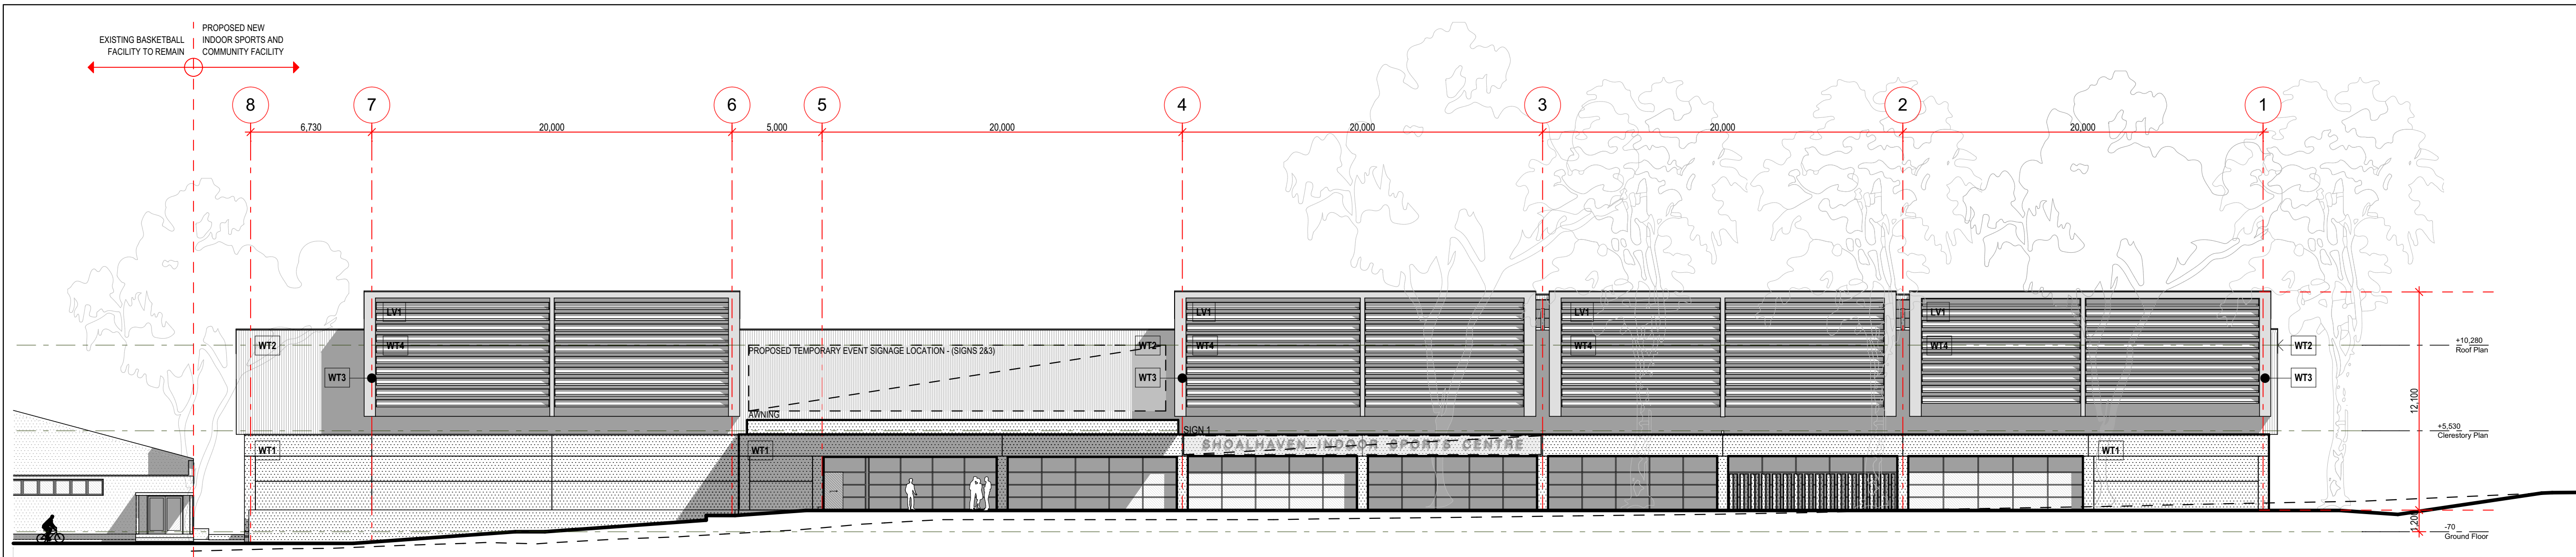 EXISTING BASKETBALL
FACILITY TO REMAIN
PROPOSED NEW
INDOOR SPORTS AND
COMMUNITY FACILITY
8
7
6
5
4
3
2
1
6,730
20,000
5,000
20,000
20,000
20,000
20,000
LV1
LV1
LV1
LV1
WT2
WT4
PROPOSED TEMPORARY EVENT SIGNAGE LOCATION - (SIGNS 2&3)
WT2
WT4
WT4
WT4
WT2
+10,280
Roof Plan
WT3
WT3
WT3
12,100
AWNING
SIGN 1
+5,530
Clerestory Plan
SHOALHAVEN INDOOR SPORTS CENTRE
WT1
WT1
WT1
1,200
-70
Ground Floor